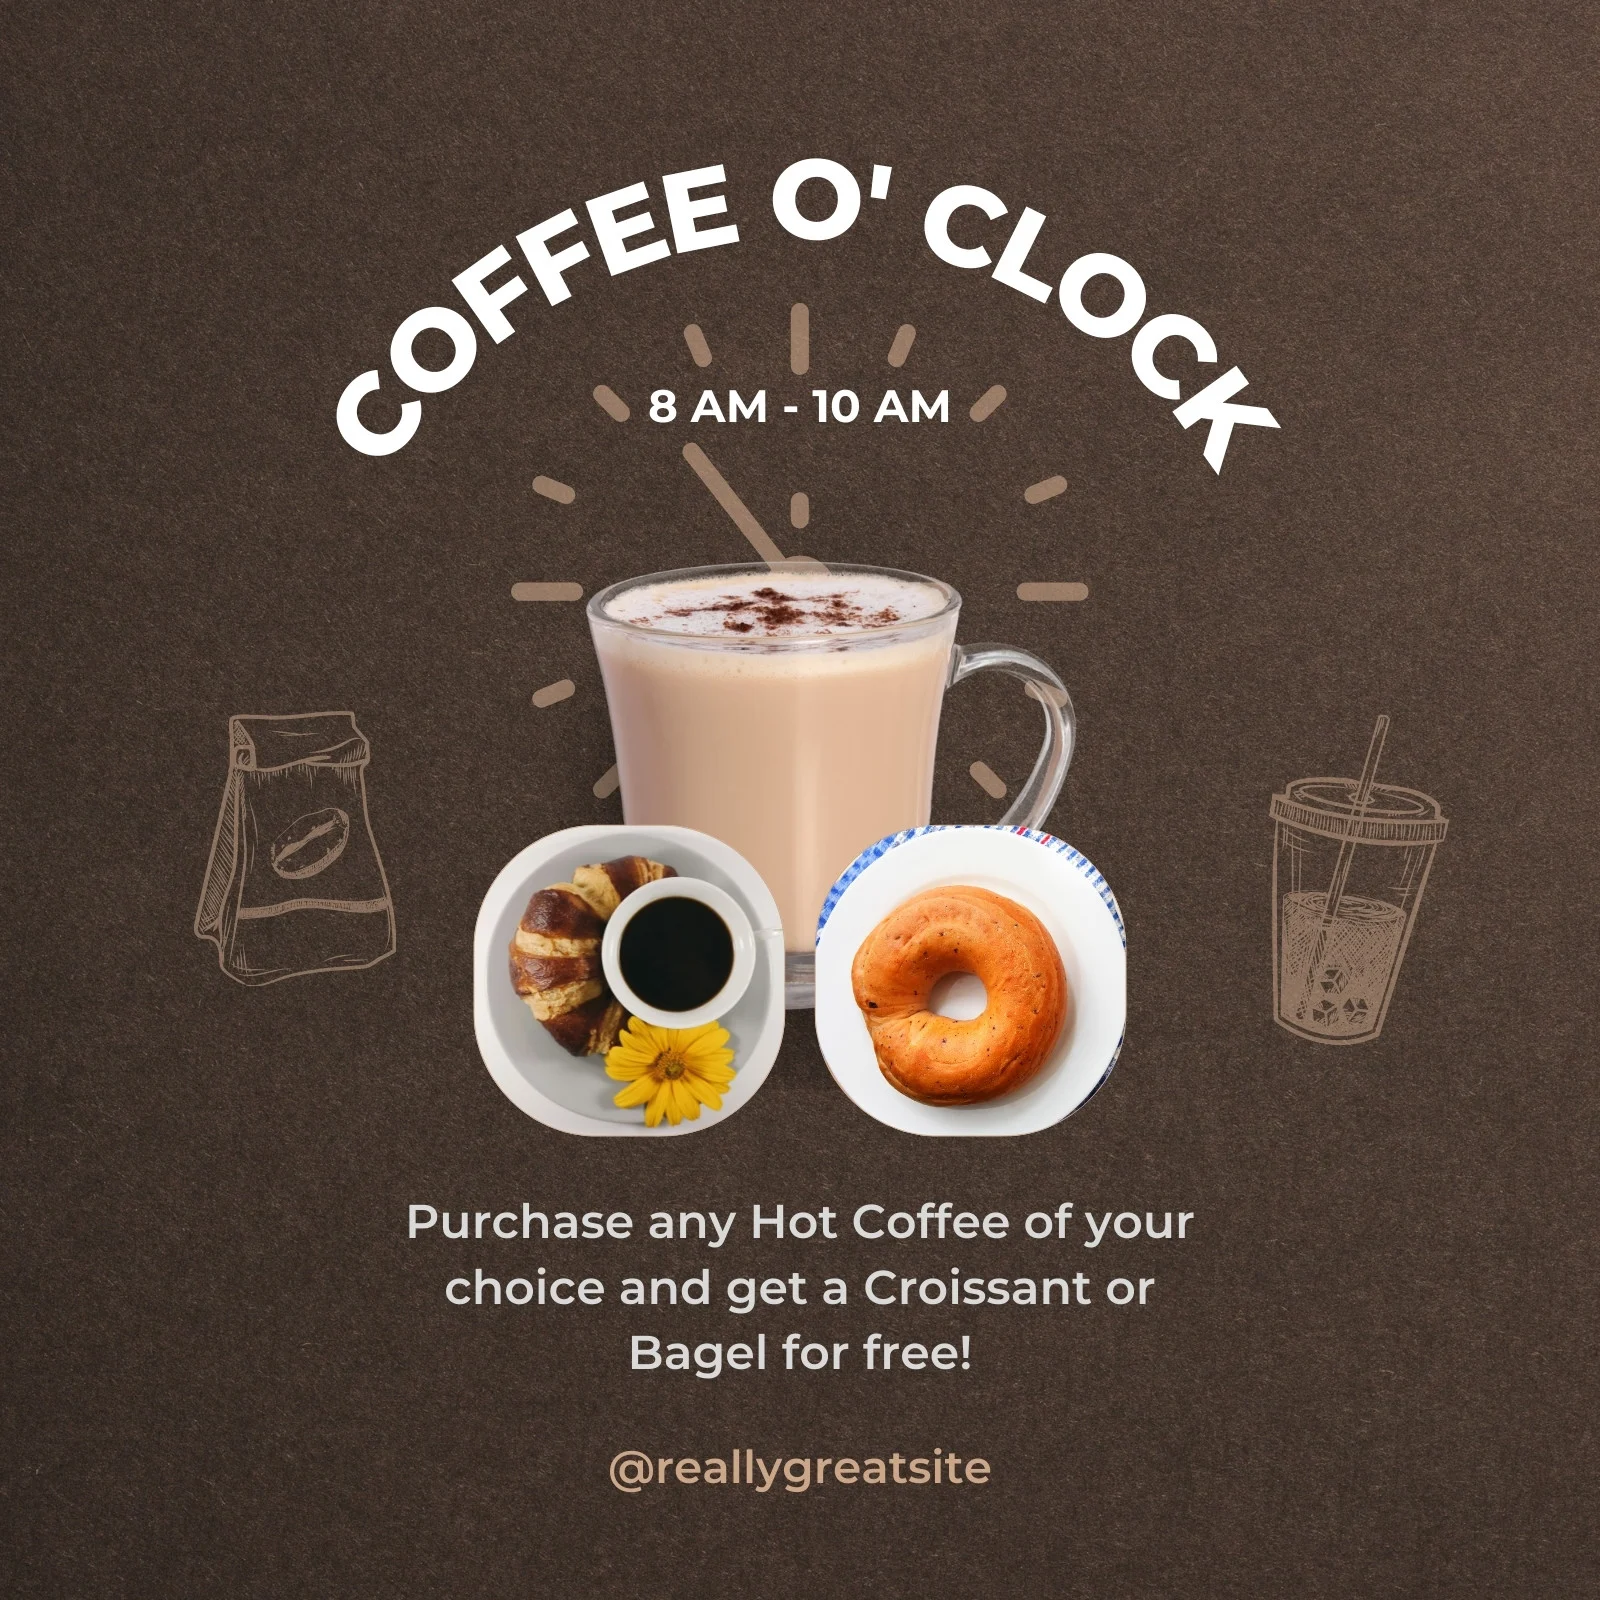 COFFEE O' CLOCK
8 AM - 10 AM
Purchase any Hot Coffee of your
choice and get a Croissant or
Bagel for free!
@reallygreatsite